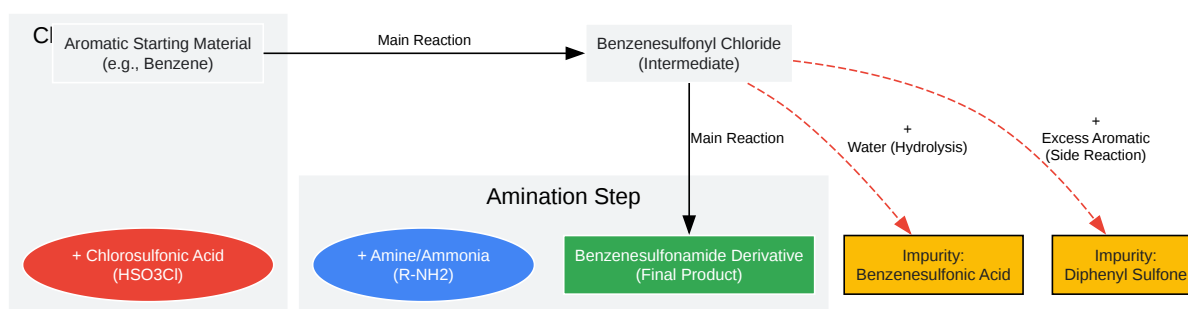 Aromatic Starting Material
(e.g., Benzene)
Main Reaction
Benzenesulfonyl Chloride
(Intermediate)
Main Reaction
+
Water (Hydrolysis)
+
Excess Aromatic
(Side Reaction)
Amination Step
+ Chlorosulfonic Acid
(HSO3Cl)
+ Amine/Ammonia
(R-NH2)
Benzenesulfonamide Derivative
(Final Product)
Impurity:
Benzenesulfonic Acid
Impurity:
Diphenyl Sulfone